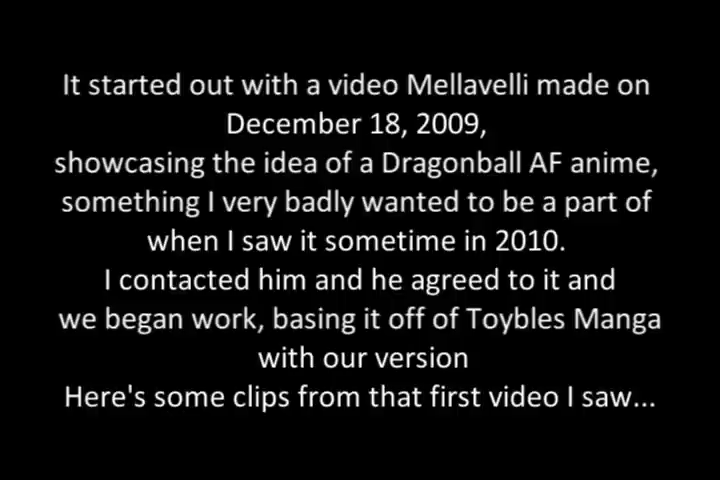 It started out with a video Mellavelli made on
December 18, 2009,
showcasing the idea of a Dragonball AF anime,
something I very badly wanted to be a part of
when I saw it sometime in 2010.
I contacted him and he agreed to it and
we began work, basing it off of Toybles Manga
with our version
Here's some clips from that first video I saw...